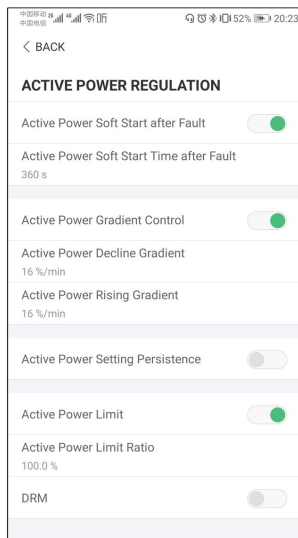 中国移动 2G 4G
中国电信
52% 20:23
BACK
ACTIVE POWER REGULATION
Active Power Soft Start after Fault
Active Power Soft Start Time after Fault
360 s
Active Power Gradient Control
Active Power Decline Gradient
16 %/min
Active Power Rising Gradient
16 %/min
Active Power Setting Persistence
Active Power Limit
Active Power Limit Ratio
100.0 %
DRM